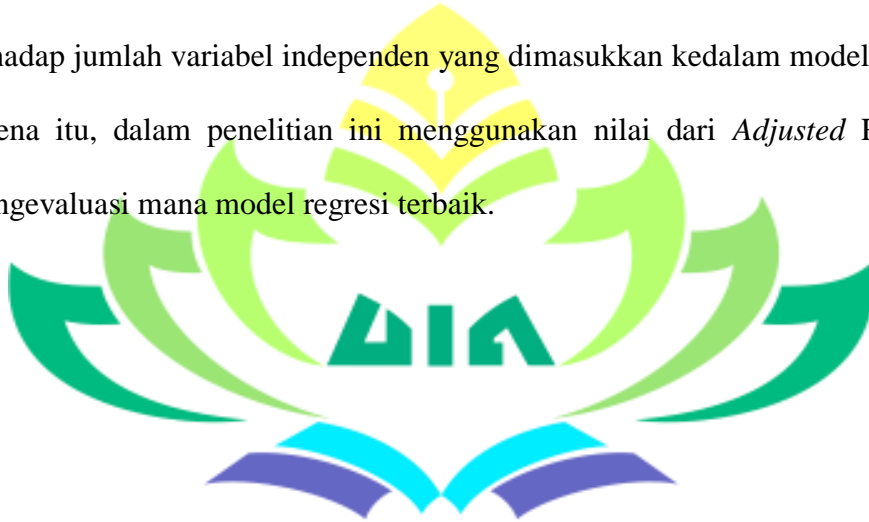 hadap jumlah variabel independen yang dimasukkan kedalam model
ena itu, dalam penelitian ini menggunakan nilai dari Adjusted
ngevaluasi mana model regresi terbaik.
UIN